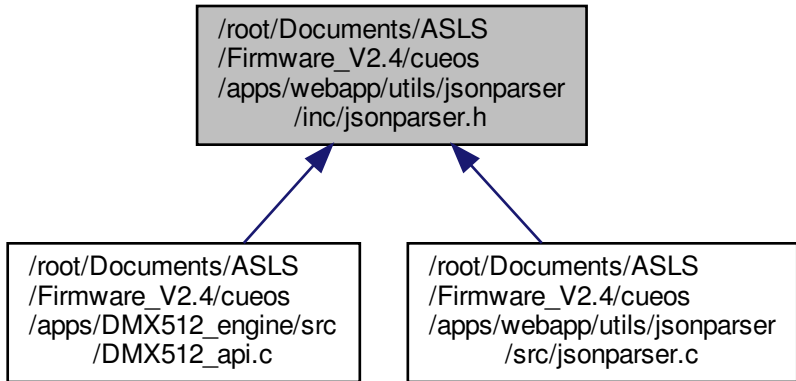 /root/Documents/ASLS
/Firmware_V2.4/cueos
/apps/webapp/utils/jsonparser
/inc/jsonparser.h
/root/Documents/ASLS
/Firmware_V2.4/cueos
/apps/DMX512_engine/src
/DMX512_api.c
/root/Documents/ASLS
/Firmware_V2.4/cueos
/apps/webapp/utils/jsonparser
/src/jsonparser.c